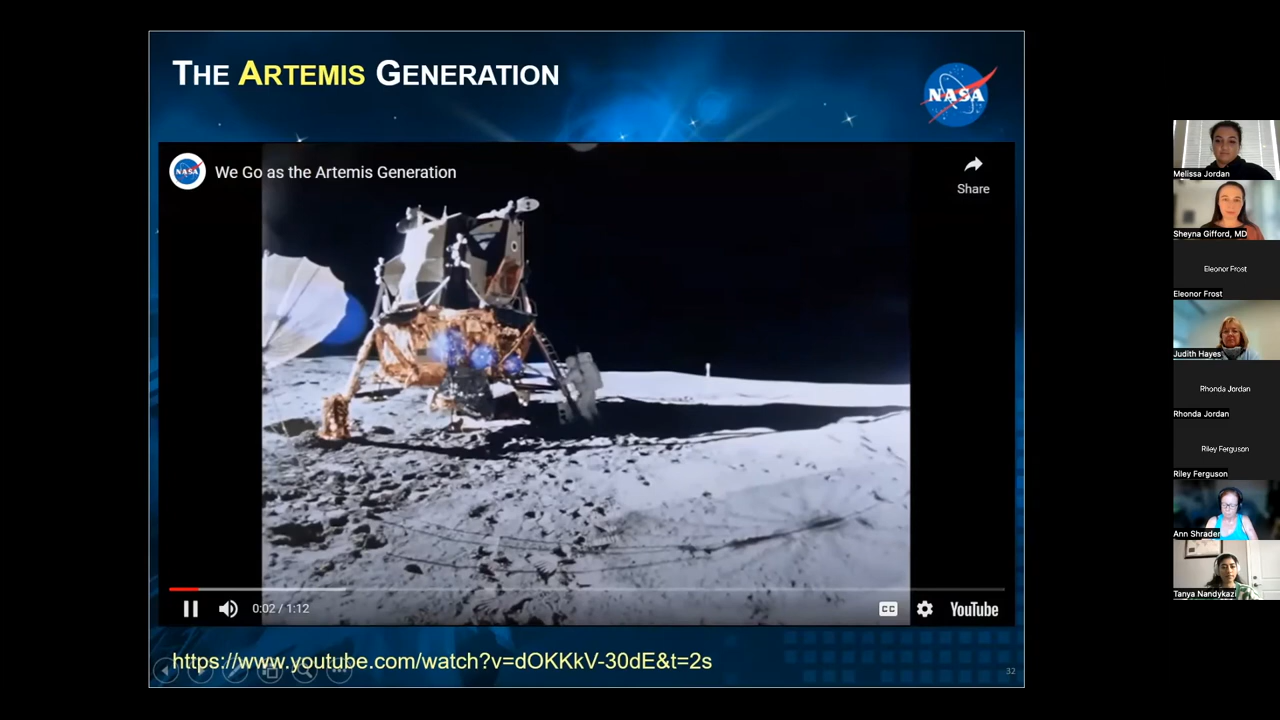 THE ARTEMIS GENERATION
NASA
NASA
We Go as the Artemis Generation
Share
0:02 / 1:12
CC
YouTube
https://www.youtube.com/watch?v=dOKKkV-30dE&t=2s
32
Melissa Jordan
Sheyna Gifford, MD
Eleonor Frost
Eleonor Frost
Judith Hayes
Rhonda Jordan
Rhonda Jordan
Riley Ferguson
Riley Ferguson
Ann Shrader
Tanya Nandykazi